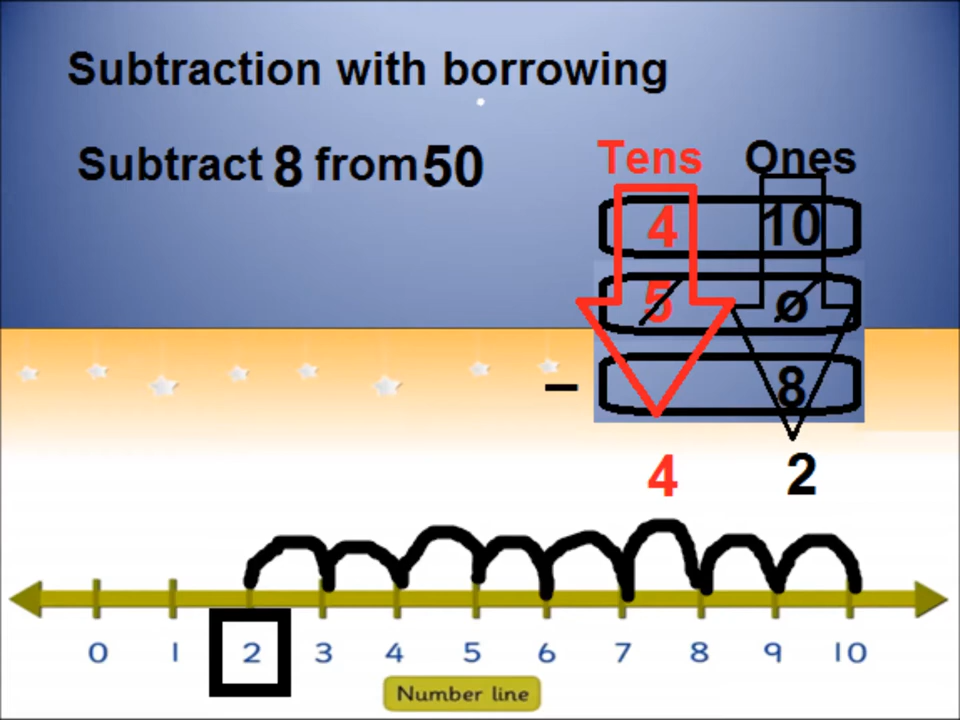 Subtraction with borrowing
Subtract 8 from 50
Tens Ones
4 10
5 0
− 8
4 2
0 1 2 3 4 5 6 7 8 9 10
Number line